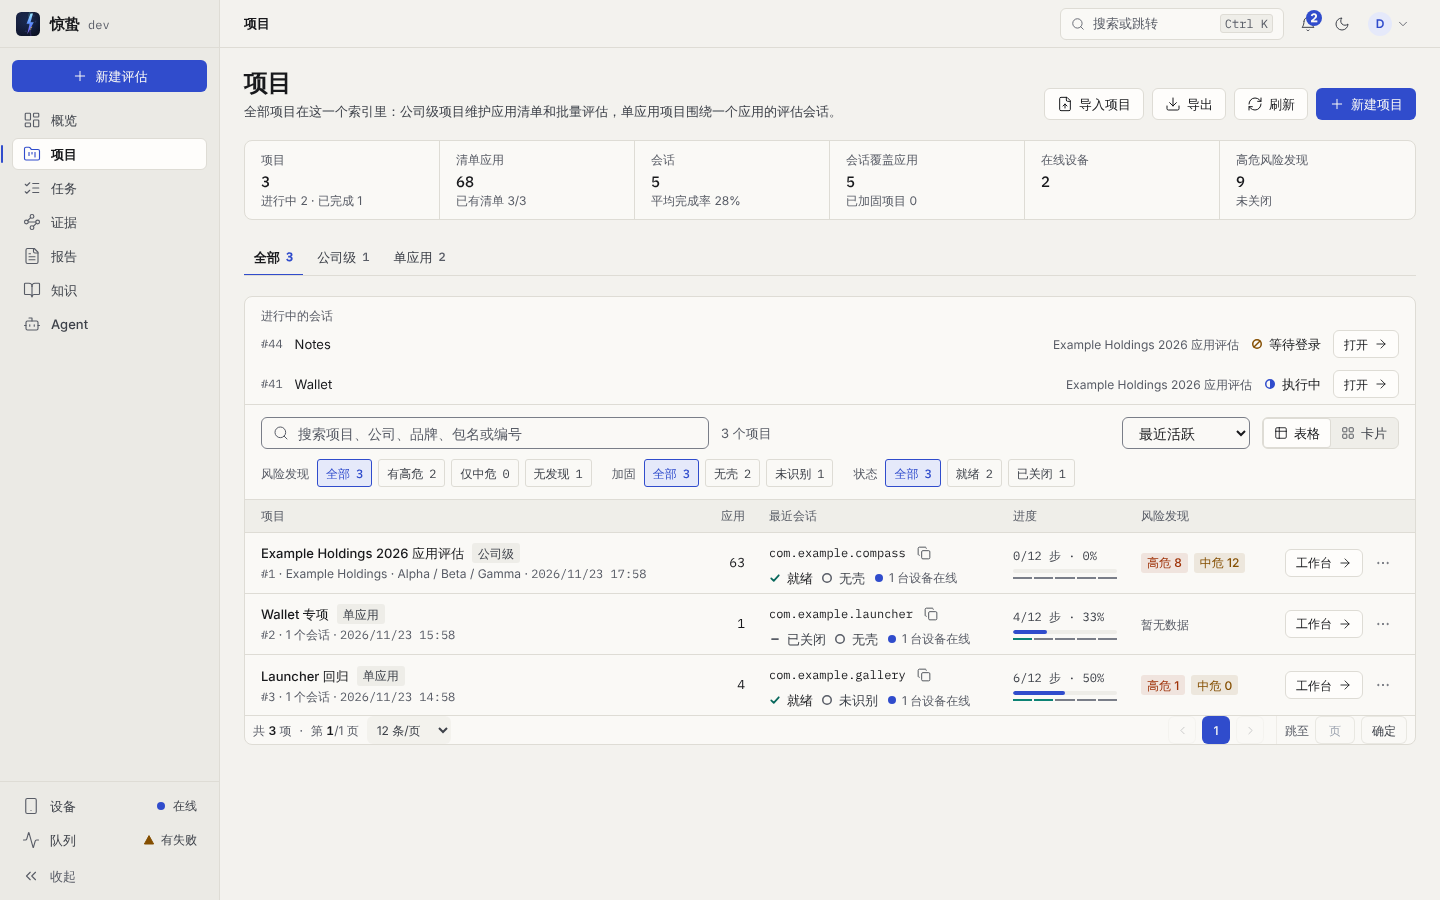 惊蛰 dev
项目
搜索或跳转 Ctrl K
2
D
新建评估
概览
项目
任务
证据
报告
知识
Agent
设备 在线
队列 有失败
收起
项目
全部项目在这一个索引里：公司级项目维护应用清单和批量评估，单应用项目围绕一个应用的评估会话。
导入项目 导出 刷新 新建项目
项目
3
进行中 2 · 已完成 1
清单应用
68
已有清单 3/3
会话
5
平均完成率 28%
会话覆盖应用
5
已加固项目 0
在线设备
2
高危风险发现
9
未关闭
全部 3 公司级 1 单应用 2
进行中的会话
#44 Notes Example Holdings 2026 应用评估 等待登录 打开
#41 Wallet Example Holdings 2026 应用评估 执行中 打开
搜索项目、公司、品牌、包名或编号 3 个项目 最近活跃 表格 卡片
风险发现 全部 3 有高危 2 仅中危 0 无发现 1 加固 全部 3 无壳 2 未识别 1 状态 全部 3 就绪 2 已关闭 1
项目 应用 最近会话 进度 风险发现
Example Holdings 2026 应用评估 公司级
#1 · Example Holdings · Alpha / Beta / Gamma · 2026/11/23 17:58
63
com.example.compass
就绪 无壳 1 台设备在线
0/12 步 · 0%
高危 8 中危 12
工作台 ···
Wallet 专项 单应用
#2 · 1 个会话 · 2026/11/23 15:58
1
com.example.launcher
已关闭 无壳 1 台设备在线
4/12 步 · 33%
暂无数据
工作台 ···
Launcher 回归 单应用
#3 · 1 个会话 · 2026/11/23 14:58
4
com.example.gallery
就绪 未识别 1 台设备在线
6/12 步 · 50%
高危 1 中危 0
工作台 ···
共 3 项 · 第 1/1 页 12 条/页 1 跳至 页 确定